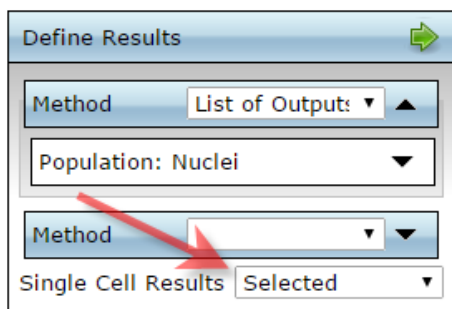 Define Results
Method List of Outputs
Population: Nuclei
Method
Single Cell Results Selected